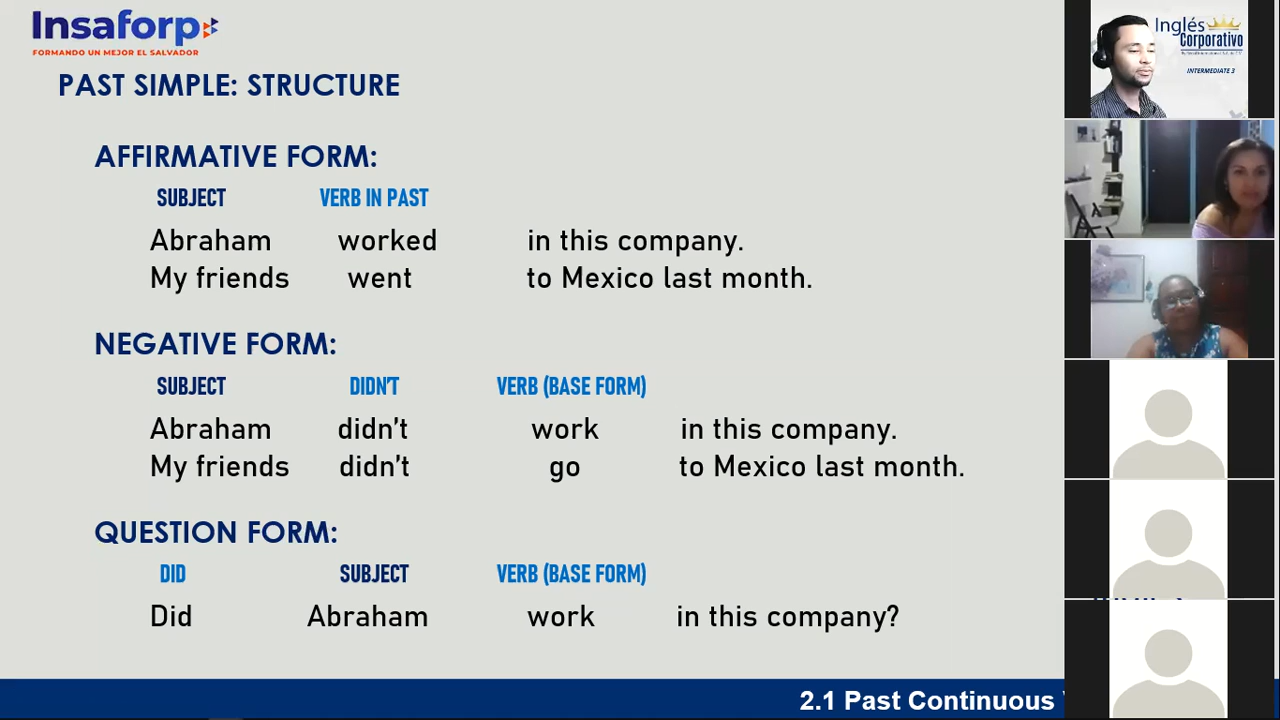 Insaforp
FORMANDO UN MEJOR EL SALVADOR
PAST SIMPLE: STRUCTURE
AFFIRMATIVE FORM:
SUBJECT VERB IN PAST
Abraham worked in this company.
My friends went to Mexico last month.
NEGATIVE FORM:
SUBJECT DIDN'T VERB (BASE FORM)
Abraham didn't work in this company.
My friends didn't go to Mexico last month.
QUESTION FORM:
DID SUBJECT VERB (BASE FORM)
Did Abraham work in this company?
2.1 Past Continuous
Inglés
Corporativo
INTERMEDIATE 3